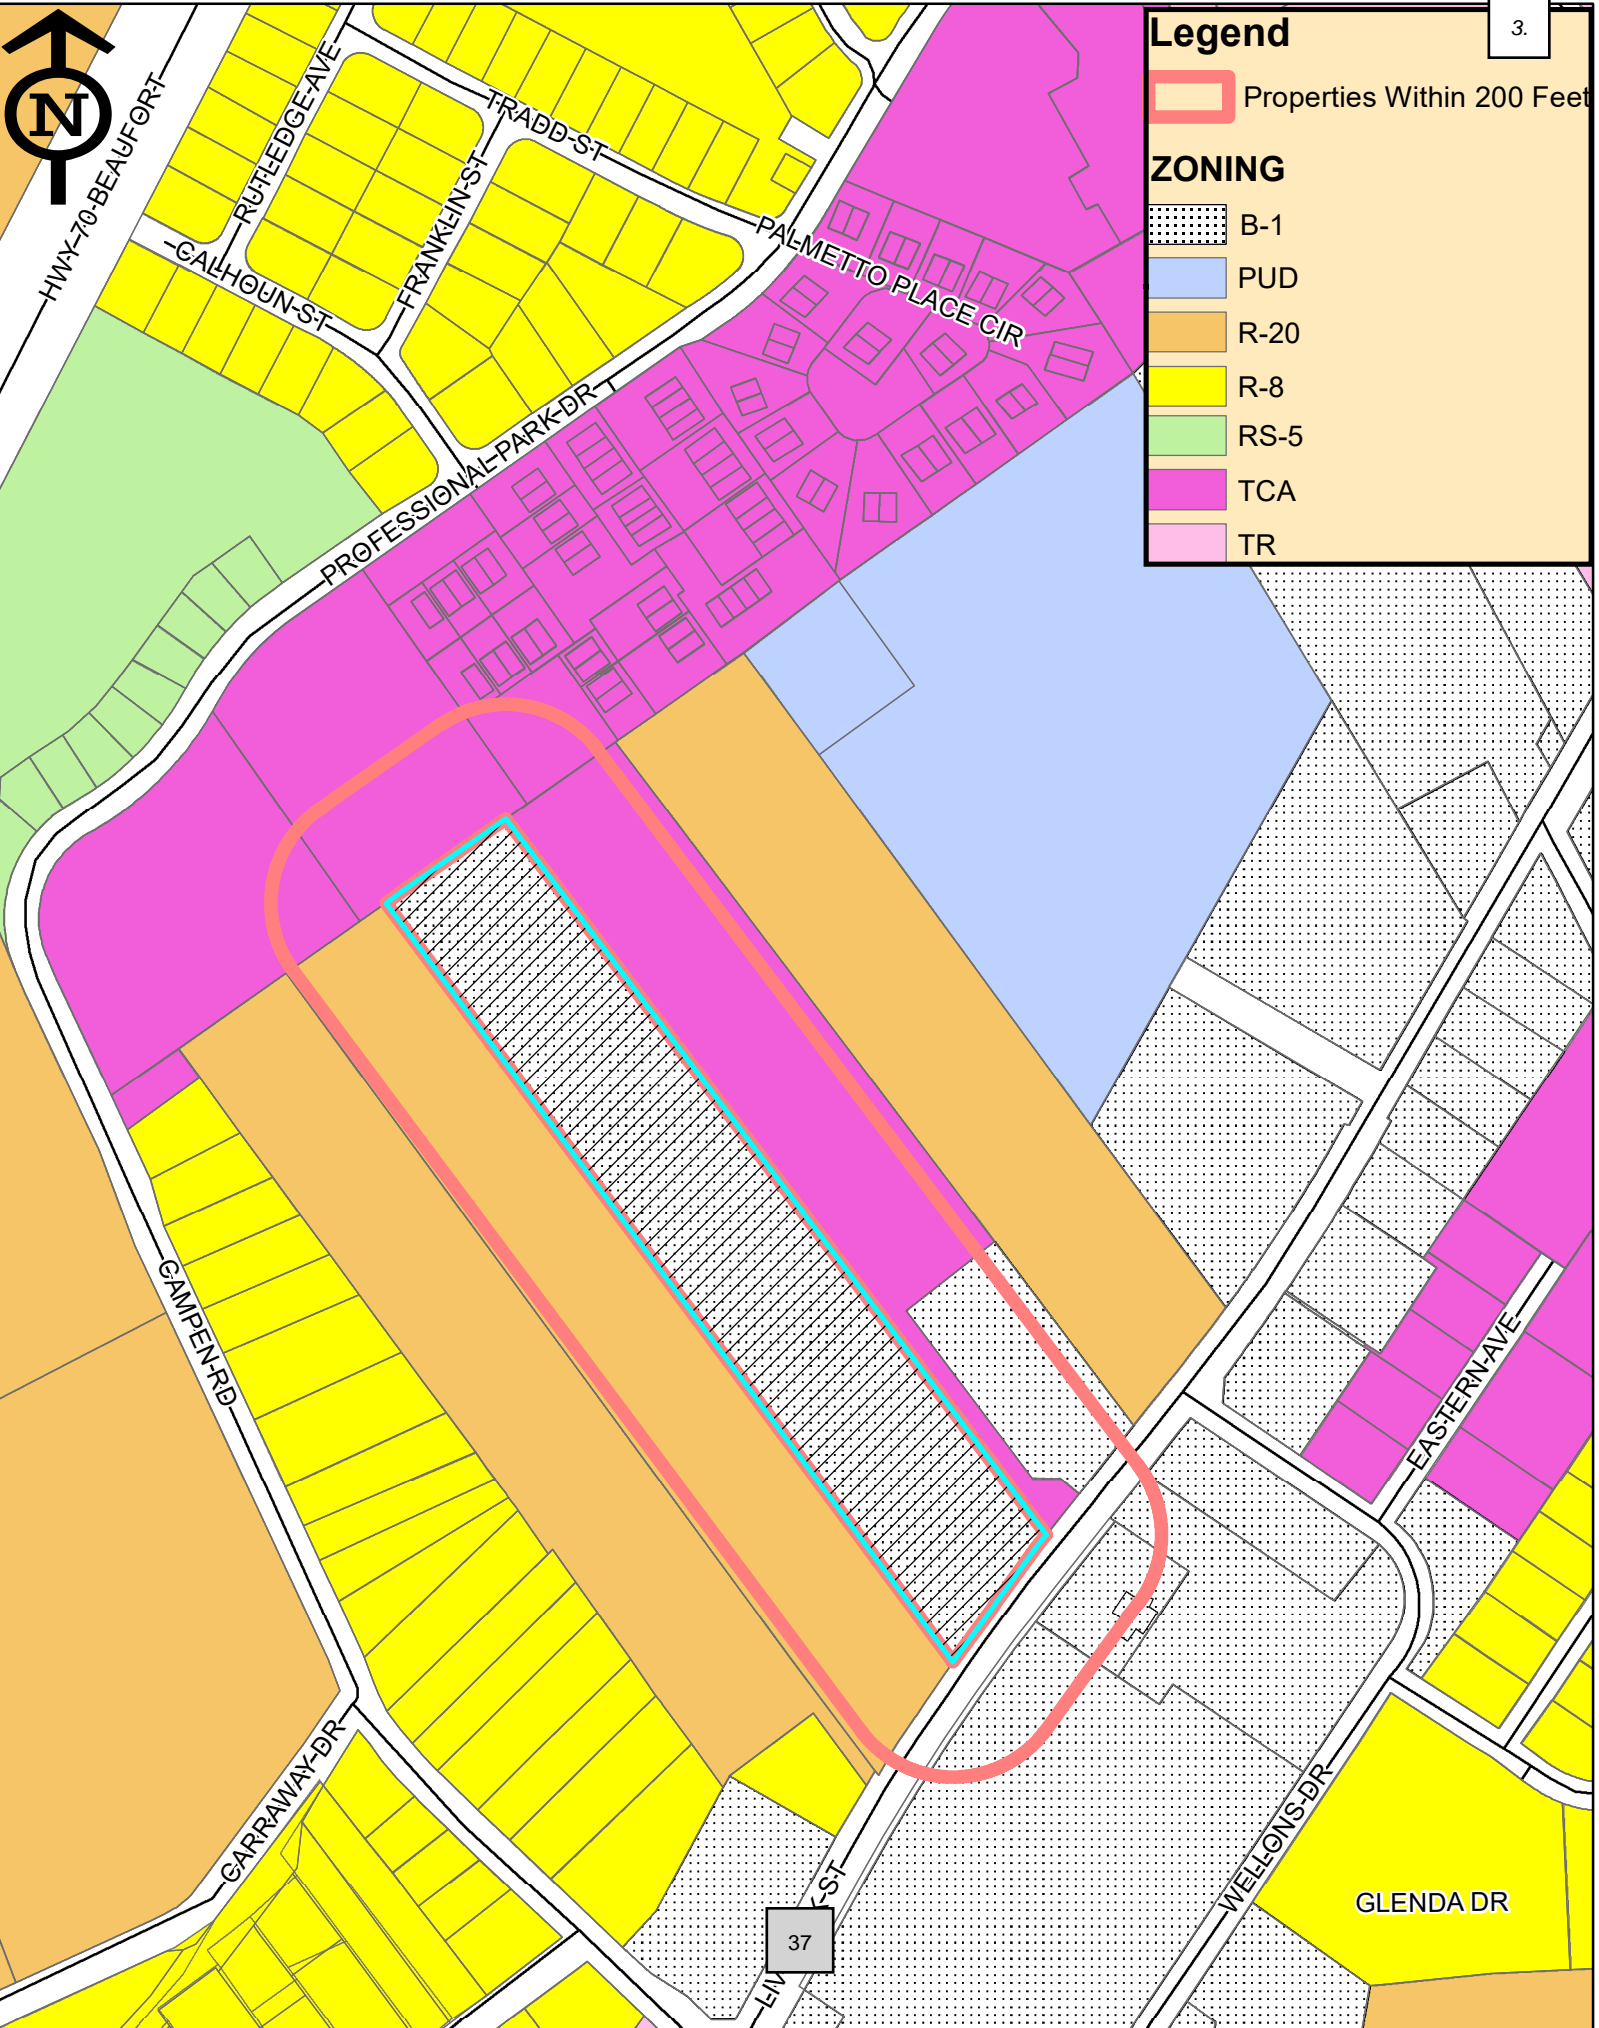 N
Legend
3.
Properties Within 200 Feet
ZONING
B-1
PUD
R-20
R-8
RS-5
TCA
TR
HWY-70-BEAUFORT
RUTLEDGE-AVE
TRADD-ST
FRANKLIN-ST
CALHOUN-ST
PALMETTO PLACE CIR
PROFESSIONAL-PARK-DR
CAMPEN-RD
EASTERN-AVE
CARRAWAY-DR
WELLONS-DR
GLENDA DR
37